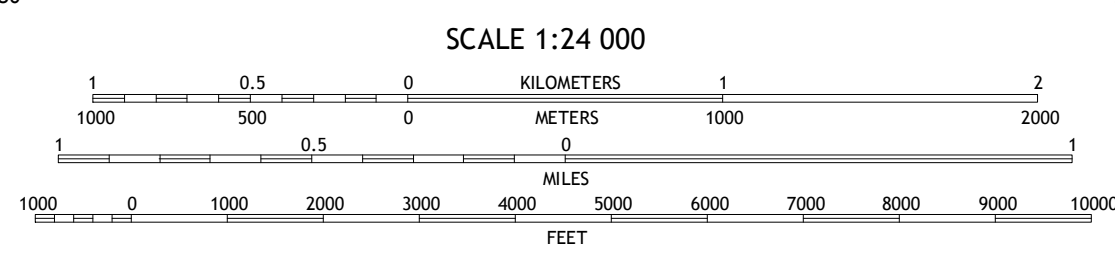 SCALE 1:24 000
1 0.5 0 KILOMETERS 1 2
1000 500 0 METERS 1000 2000
1 0.5 0 1
MILES
1000 0 1000 2000 3000 4000 5000 6000 7000 8000 9000 10000
FEET